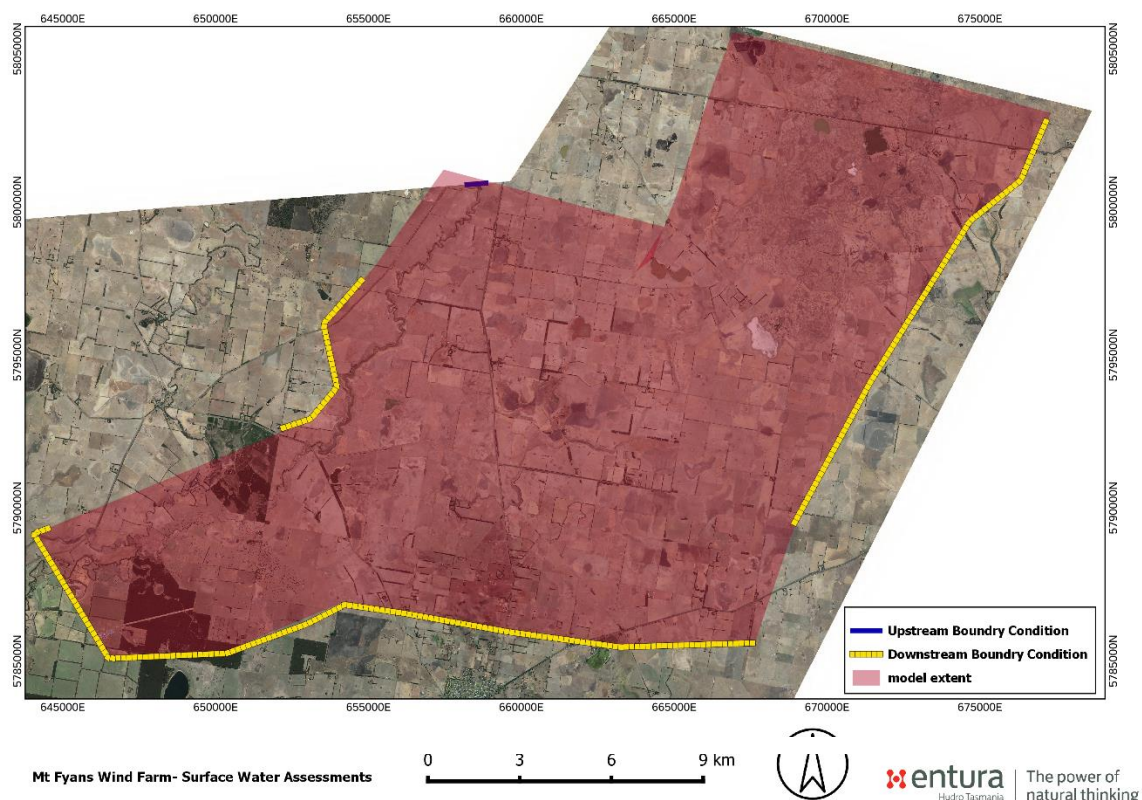 645000E 650000E 655000E 660000E 665000E 670000E 675000E
5805000N
5805000N
5800000N
5800000N
5795000N
5795000N
5790000N
5790000N
5785000N
5785000N
Upstream Boundry Condition
Downstream Boundry Condition
model extent
645000E 650000E 655000E 660000E 665000E 670000E 675000E
Mt Fyans Wind Farm- Surface Water Assessments
0 3 6 9 km
entura
Hydro Tasmania
The power of
natural thinking